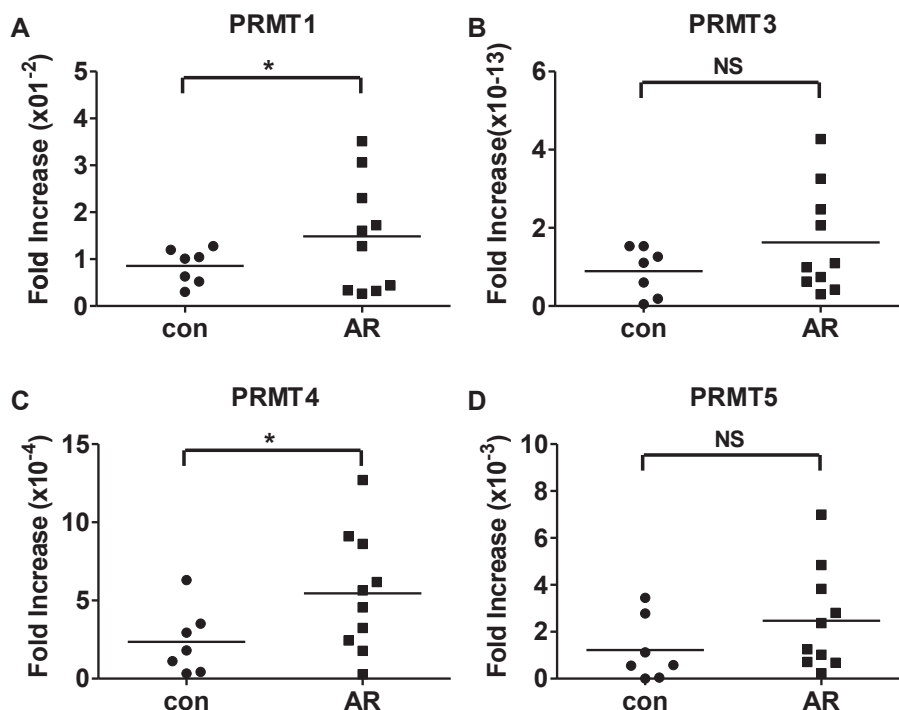 A
PRMT1
Fold Increase (x01⁻²)
5
4
3
2
1
0
*
con
AR
B
PRMT3
Fold Increase(x10-13)
6
4
2
0
NS
con
AR
C
PRMT4
Fold Increase (x10⁻⁴)
15
10
5
0
*
con
AR
D
PRMT5
Fold Increase (x10⁻³)
10
8
6
4
2
0
NS
con
AR